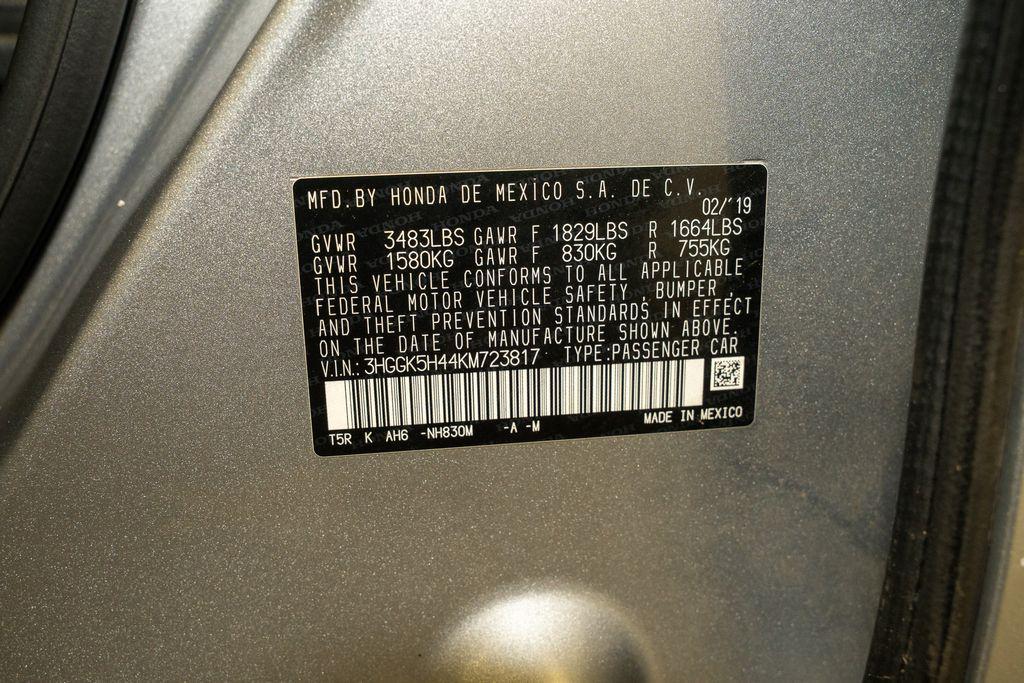 MFD.BY HONDA DE MEXICO S.A. DE C.V.
02/'19
GVWR 3483LBS GAWR F 1829LBS R 1664LBS
GVWR 1580KG GAWR F 830KG R 755KG
THIS VEHICLE CONFORMS TO ALL APPLICABLE
FEDERAL MOTOR VEHICLE SAFETY, BUMPER,
AND THEFT PREVENTION STANDARDS IN EFFECT
ON THE DATE OF MANUFACTURE SHOWN ABOVE.
V.I.N.: 3HGGK5H44KM723817 TYPE:PASSENGER CAR
T5R K AH6 -NH830M -A -M MADE IN MEXICO